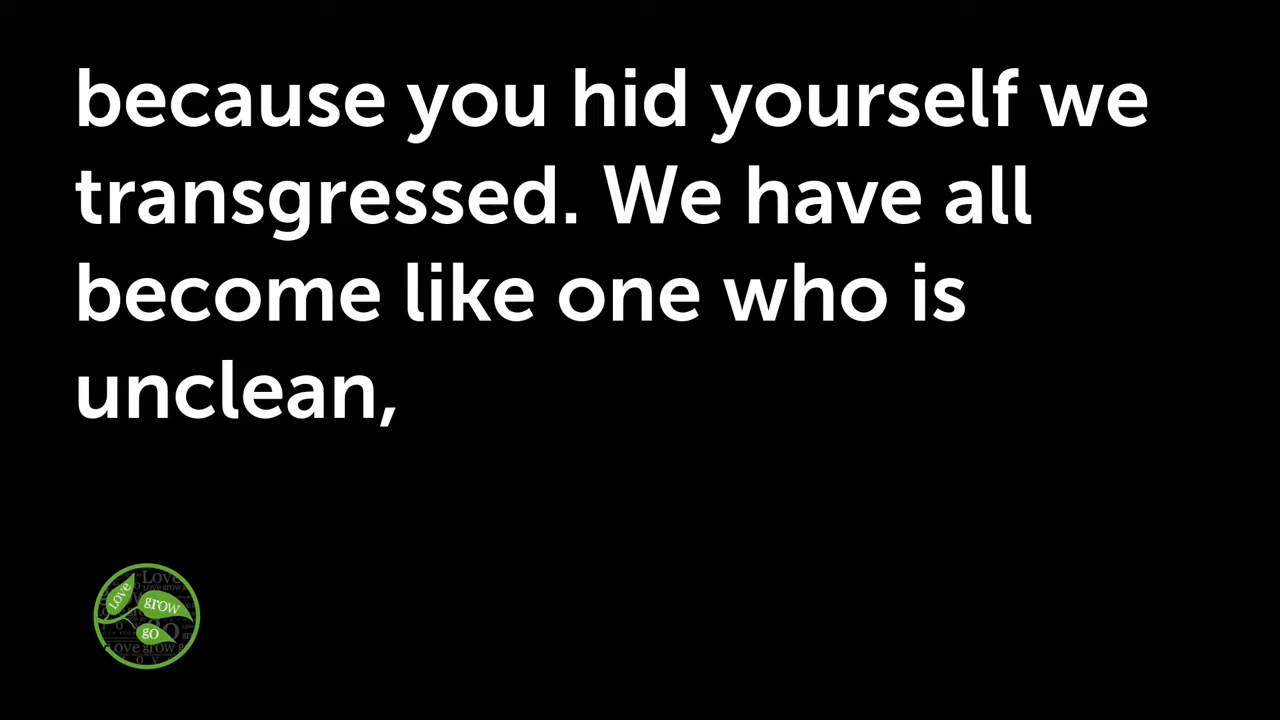 because you hid yourself we
transgressed. We have all
become like one who is
unclean,
Love
grow
go